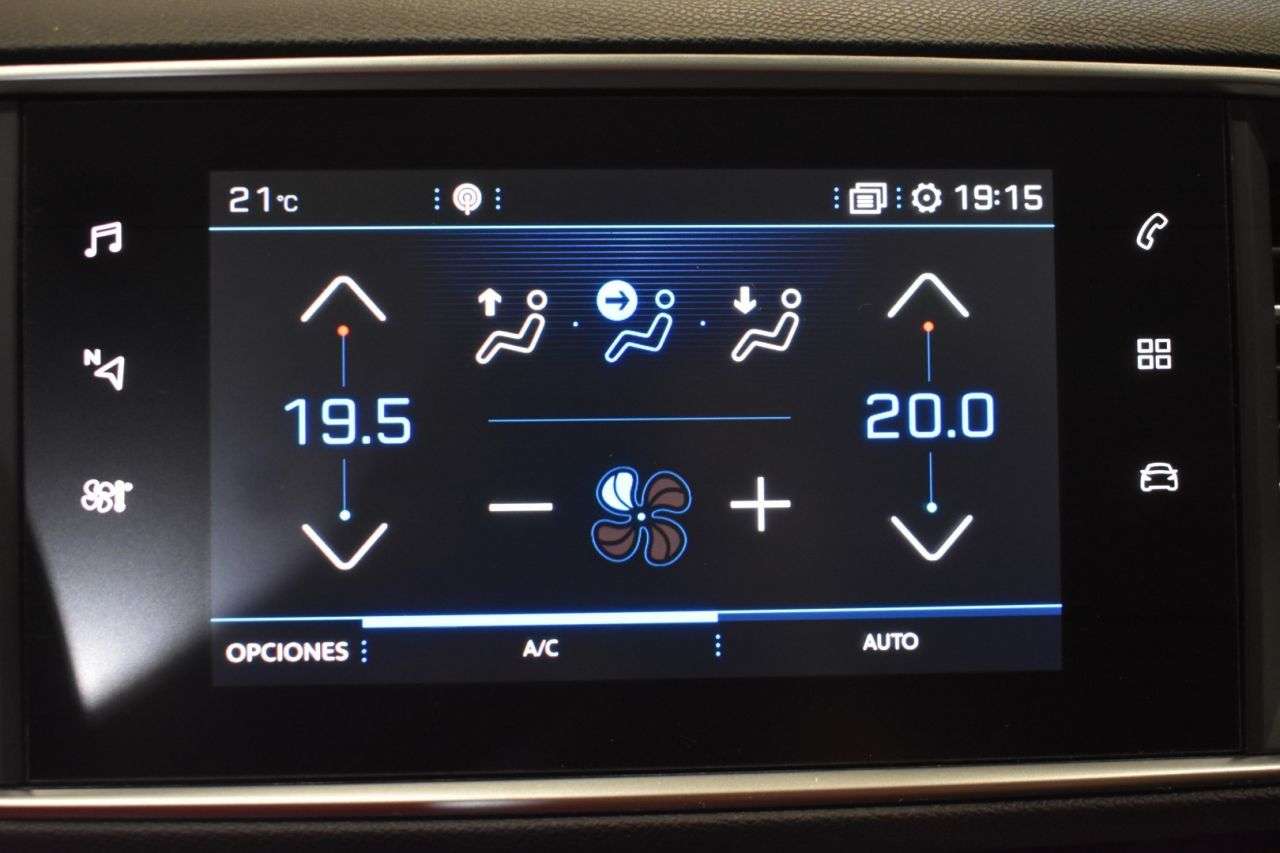 21°C
19:15
N
19.5
20.0
OPCIONES
A/C
AUTO